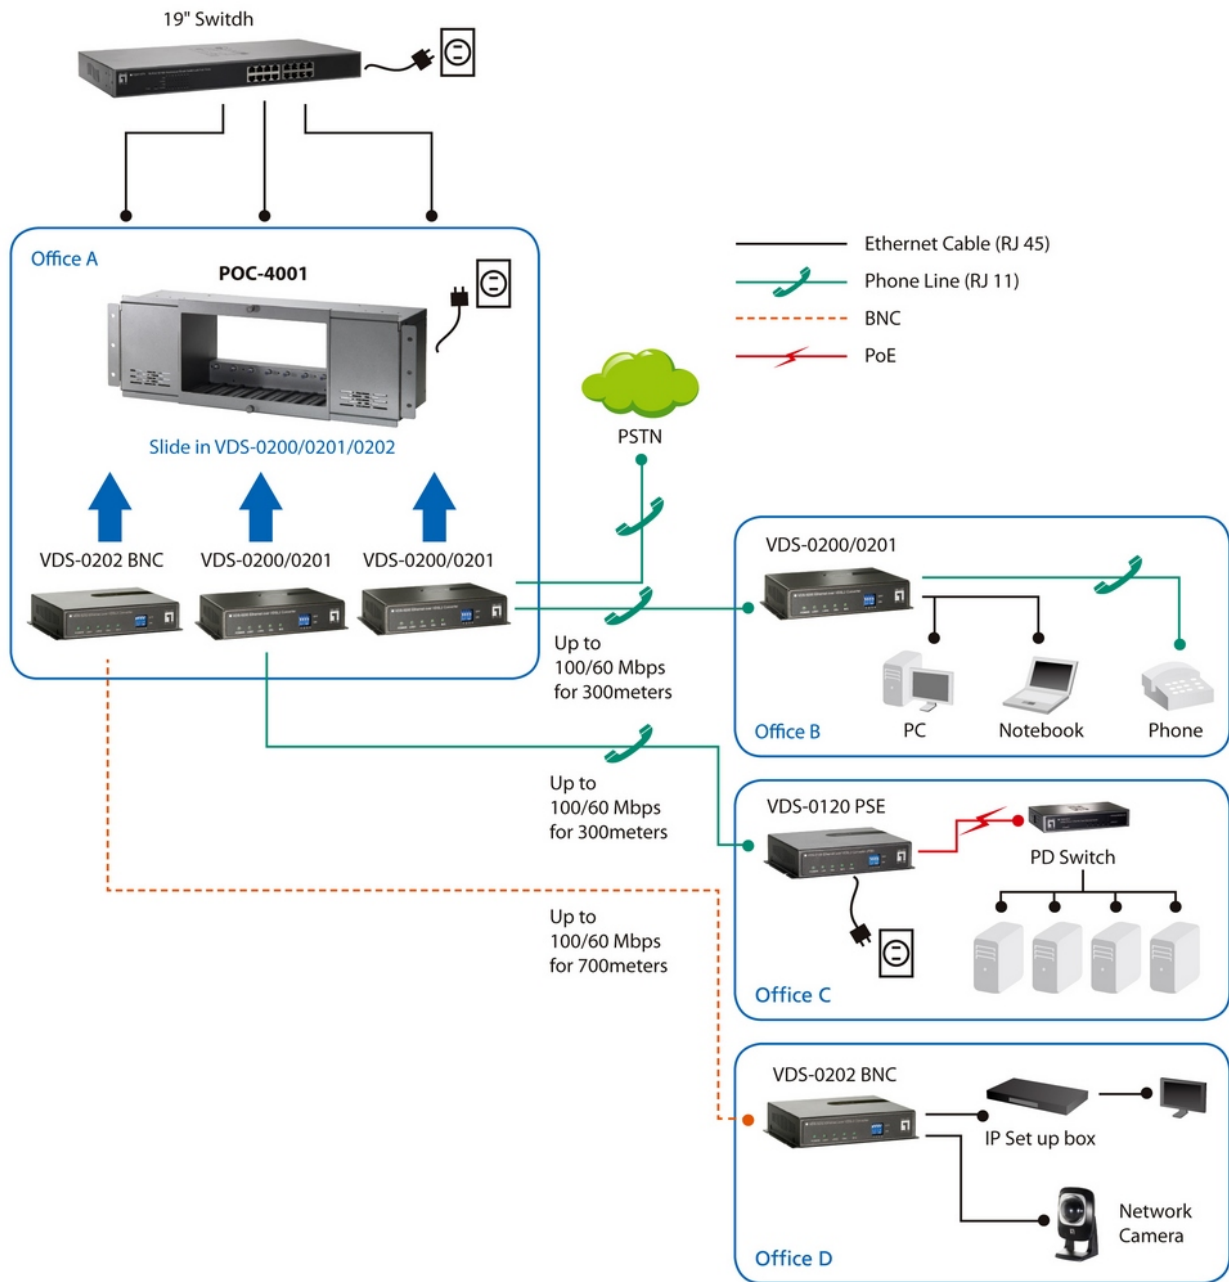 19" Switdh
Office A
POC-4001
Slide in VDS-0200/0201/0202
VDS-0202 BNC
VDS-0200/0201
VDS-0200/0201
Ethernet Cable (RJ 45)
Phone Line (RJ 11)
BNC
PoE
PSTN
Up to
100/60 Mbps
for 300meters
VDS-0200/0201
PC
Notebook
Phone
Office B
Up to
100/60 Mbps
for 300meters
VDS-0120 PSE
PD Switch
Office C
Up to
100/60 Mbps
for 700meters
VDS-0202 BNC
IP Set up box
Network
Camera
Office D